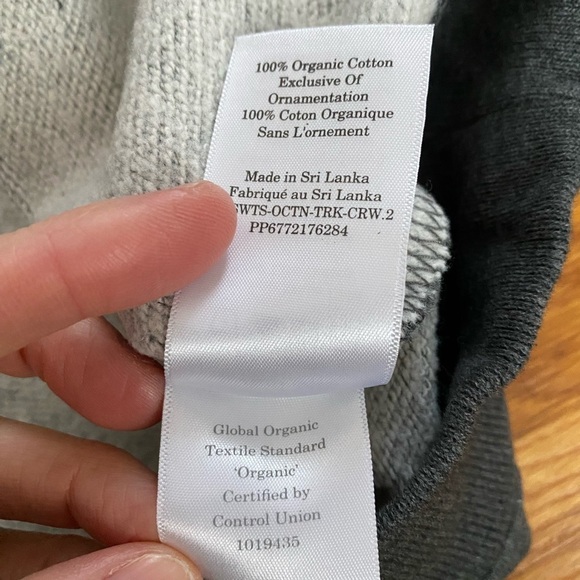 100% Organic Cotton
Exclusive Of
Ornamentation
100% Coton Organique
Sans L'ornement
Made in Sri Lanka
Fabriqué au Sri Lanka
SWTS-OCTN-TRK-CRW.2
PP6772176284
Global Organic
Textile Standard
'Organic'
Certified by
Control Union
1019435